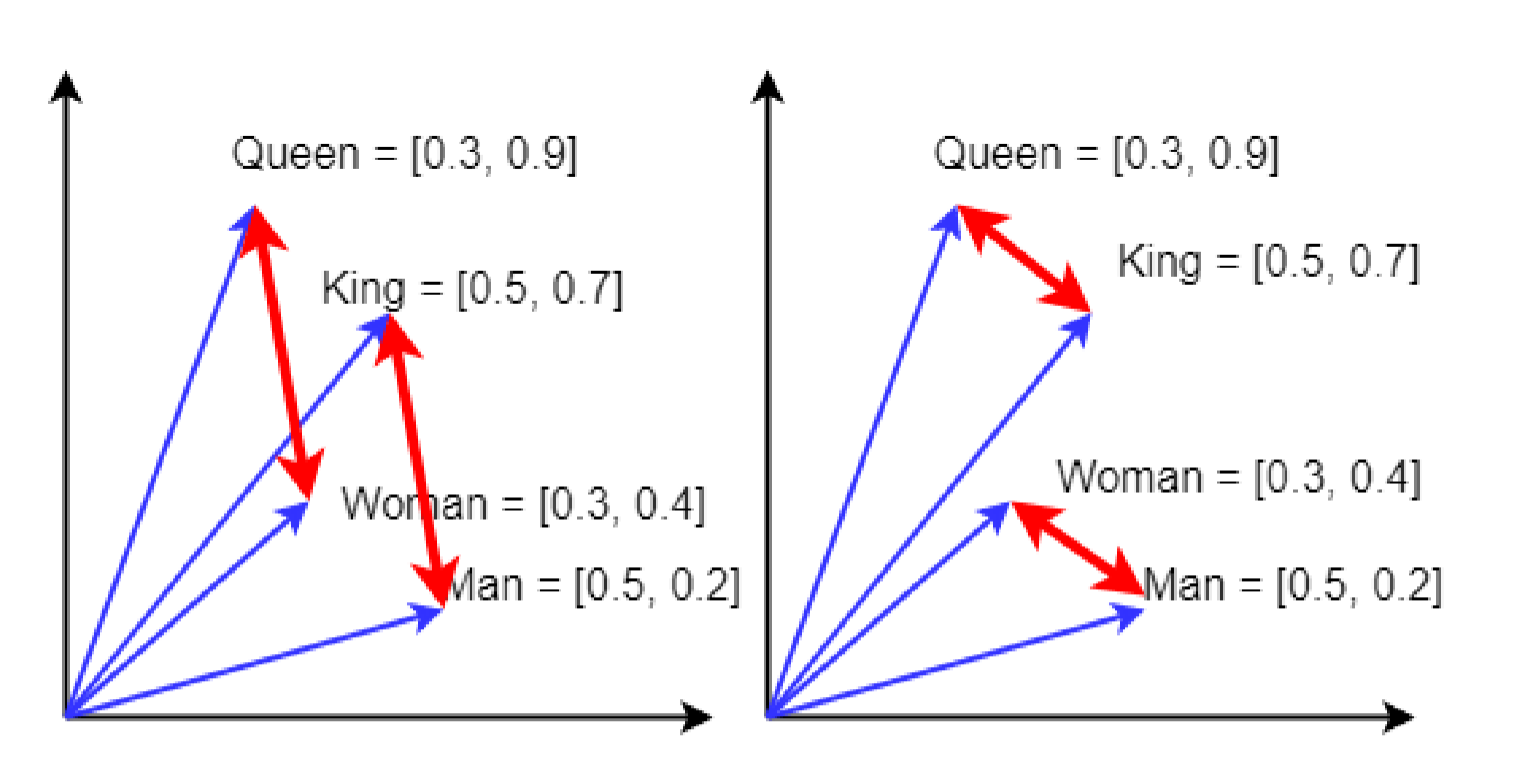 Queen = [0.3, 0.9]
King = [0.5, 0.7]
Woman = [0.3, 0.4]
Man = [0.5, 0.2]
Queen = [0.3, 0.9]
King = [0.5, 0.7]
Woman = [0.3, 0.4]
Man = [0.5, 0.2]